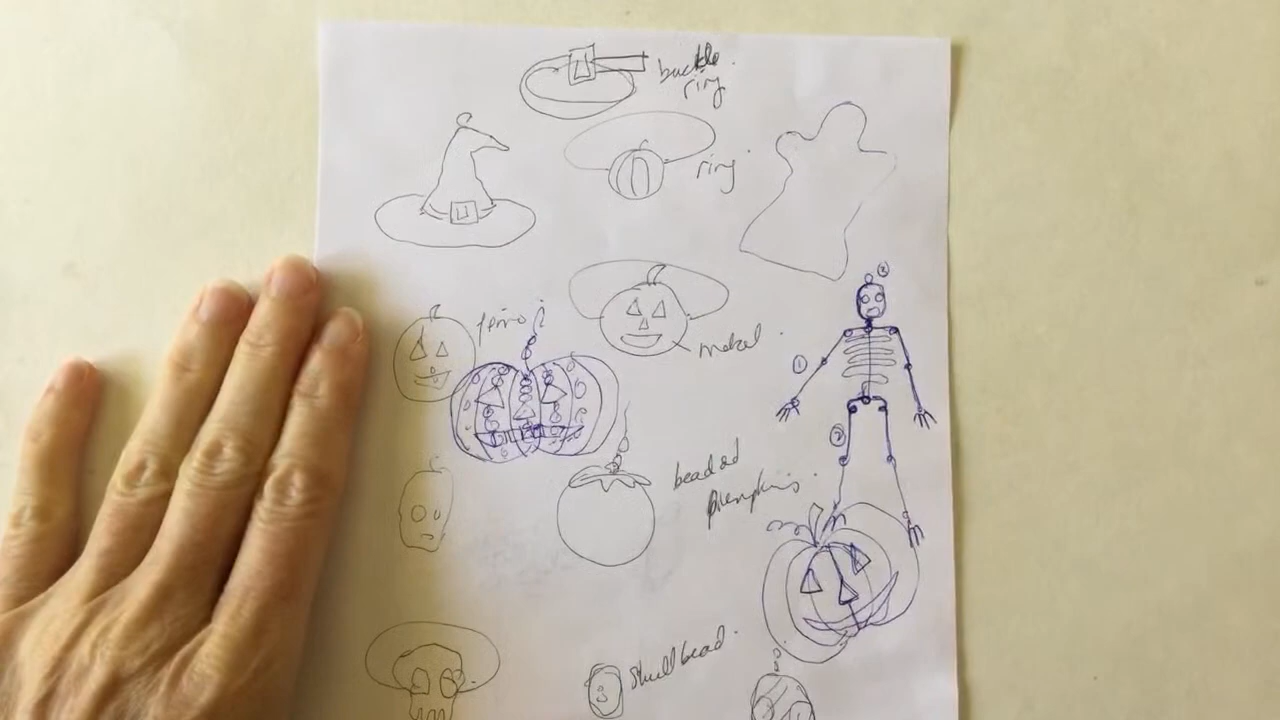 buckle
ring
ring
metal
beaded
pumpkins
Skull bead